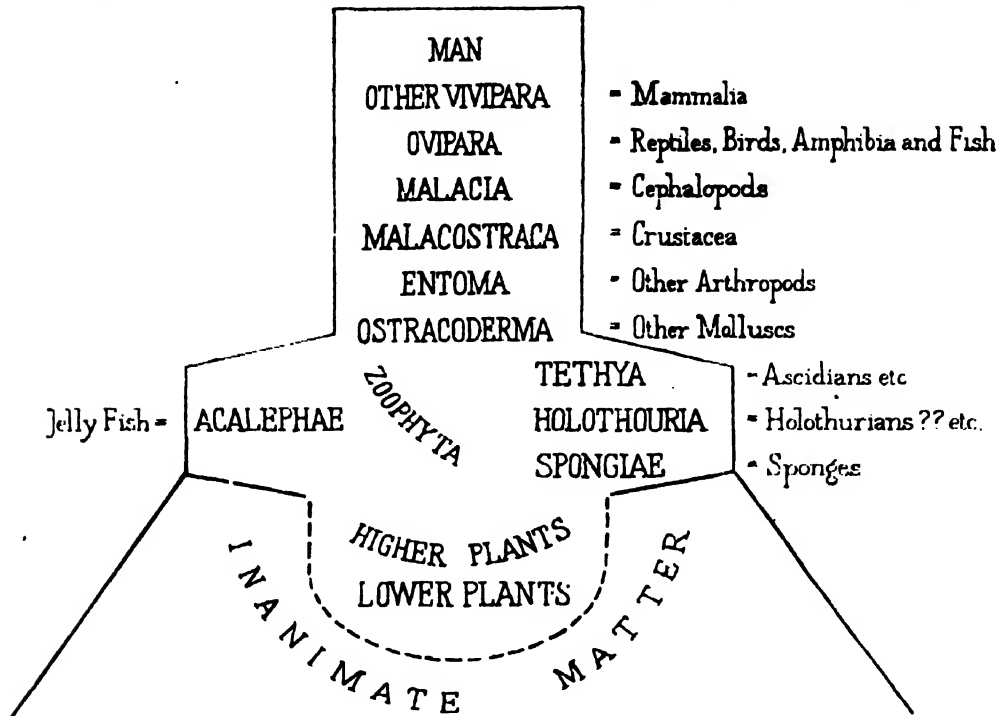 MAN
OTHER VIVIPARA = Mammalia
OVIPARA = Reptiles, Birds, Amphibia and Fish
MALACIA = Cephalopods
MALACOSTRACA = Crustacea
ENTOMA = Other Arthropods
OSTRACODERMA = Other Molluscs
ZOOPHYTA
TETHYA = Ascidians etc
Jelly Fish = ACALEPHAE
HOLOTHOURIA = Holothurians ?? etc.
SPONGIAE = Sponges
HIGHER PLANTS
LOWER PLANTS
INANIMATE MATTER